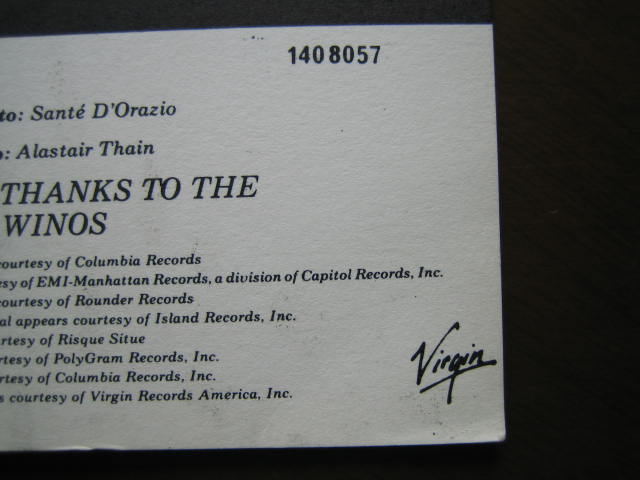 1408057
to: Santé D'Orazio
o: Alastair Thain
THANKS TO THE
WINOS
courtesy of Columbia Records
esy of EMI-Manhattan Records, a division of Capitol Records, Inc.
courtesy of Rounder Records
al appears courtesy of Island Records, Inc.
urtesy of Risque Situe
rtesy of PolyGram Records, Inc.
rtesy of Columbia Records, Inc.
s courtesy of Virgin Records America, Inc.
Virgin